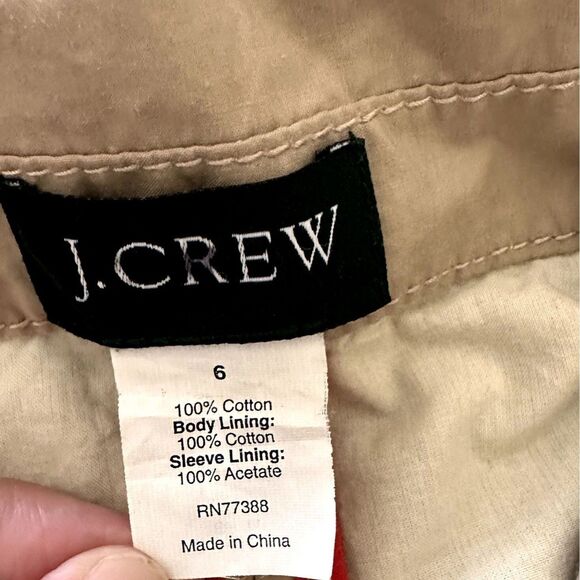 J.CREW
6
100% Cotton
Body Lining:
100% Cotton
Sleeve Lining:
100% Acetate
RN77388
Made in China